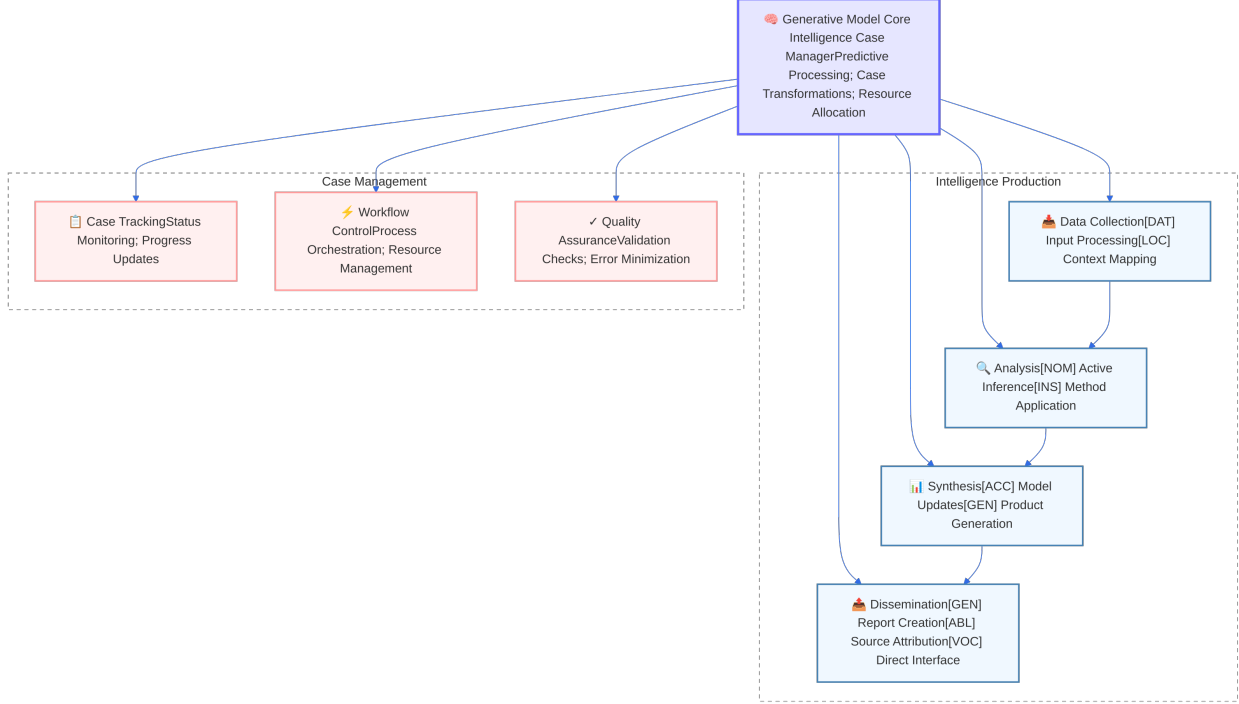 🧠 Generative Model Core
Intelligence Case
ManagerPredictive
Processing; Case
Transformations; Resource
Allocation
Case Management
📋 Case TrackingStatus
Monitoring; Progress
Updates
⚡ Workflow
ControlProcess
Orchestration; Resource
Management
✓ Quality
AssuranceValidation
Checks; Error Minimization
Intelligence Production
📥 Data Collection[DAT]
Input Processing[LOC]
Context Mapping
🔍 Analysis[NOM] Active
Inference[INS] Method
Application
📊 Synthesis[ACC] Model
Updates[GEN] Product
Generation
📤 Dissemination[GEN]
Report Creation[ABL]
Source Attribution[VOC]
Direct Interface